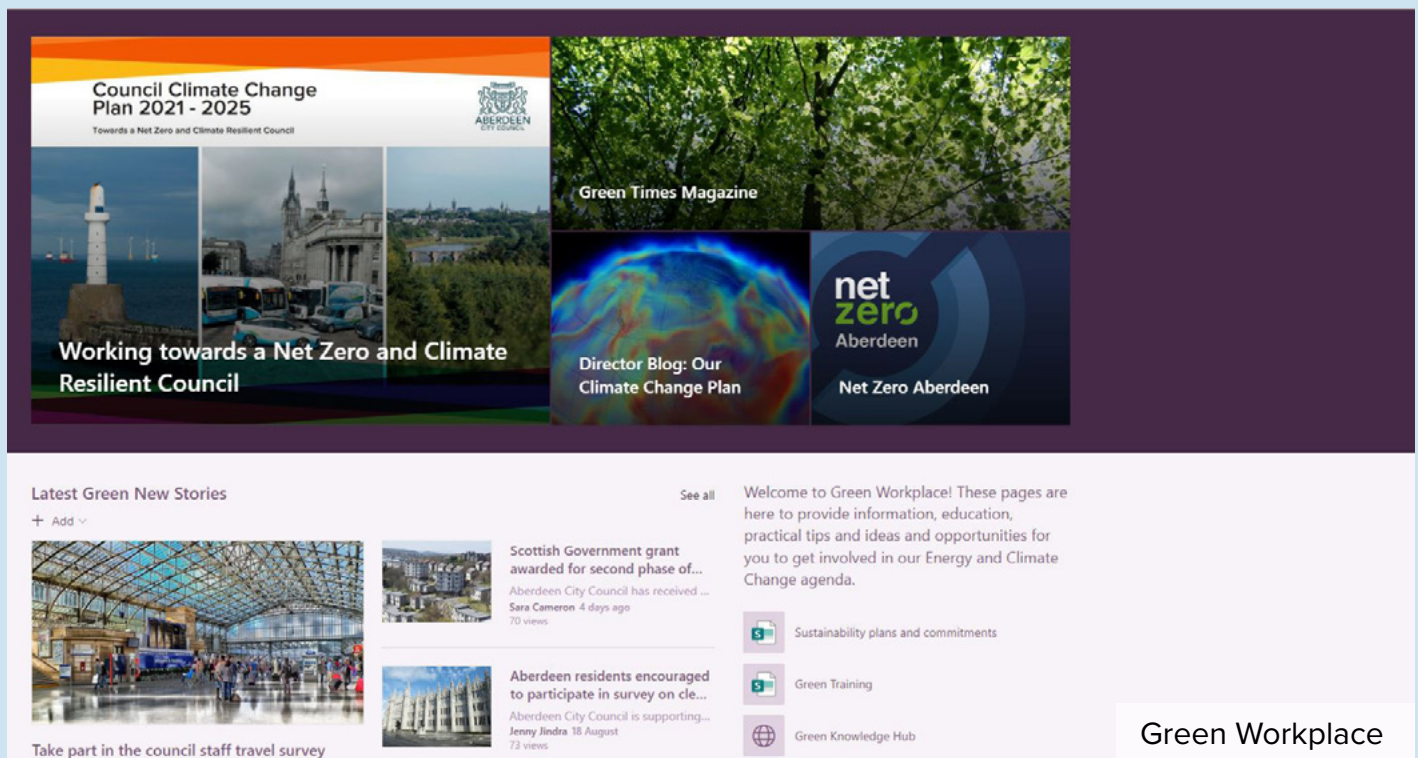 Council Climate Change
Plan 2021 - 2025
Towards a Net Zero and Climate Resilient Council
ABERDEEN
CITY COUNCIL
Working towards a Net Zero and Climate
Resilient Council
Green Times Magazine
Director Blog: Our
Climate Change Plan
net
zero
Aberdeen
Net Zero Aberdeen
Latest Green New Stories
See all
+ Add
Take part in the council staff travel survey
Scottish Government grant
awarded for second phase of...
Aberdeen City Council has received ...
Sara Cameron 4 days ago
70 views
Aberdeen residents encouraged
to participate in survey on cle...
Aberdeen City Council is supporting...
Jenny Jindra 18 August
73 views
Welcome to Green Workplace! These pages are
here to provide information, education,
practical tips and ideas and opportunities for
you to get involved in our Energy and Climate
Change agenda.
Sustainability plans and commitments
Green Training
Green Knowledge Hub
Green Workplace